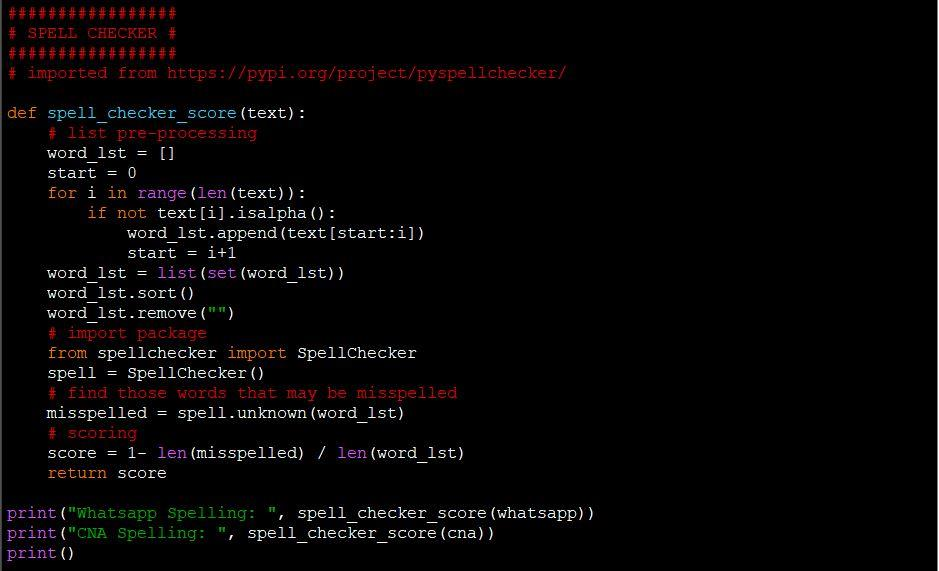 #################
# SPELL CHECKER #
#################
# imported from https://pypi.org/project/pyspellchecker/

def spell_checker_score(text):
    # list pre-processing
    word_lst = []
    start = 0
    for i in range(len(text)):
        if not text[i].isalpha():
            word_lst.append(text[start:i])
            start = i+1
    word_lst = list(set(word_lst))
    word_lst.sort()
    word_lst.remove("")
    # import package
    from spellchecker import SpellChecker
    spell = SpellChecker()
    # find those words that may be misspelled
    misspelled = spell.unknown(word_lst)
    # scoring
    score = 1- len(misspelled) / len(word_lst)
    return score

print("Whatsapp Spelling: ", spell_checker_score(whatsapp))
print("CNA Spelling: ", spell_checker_score(cna))
print()